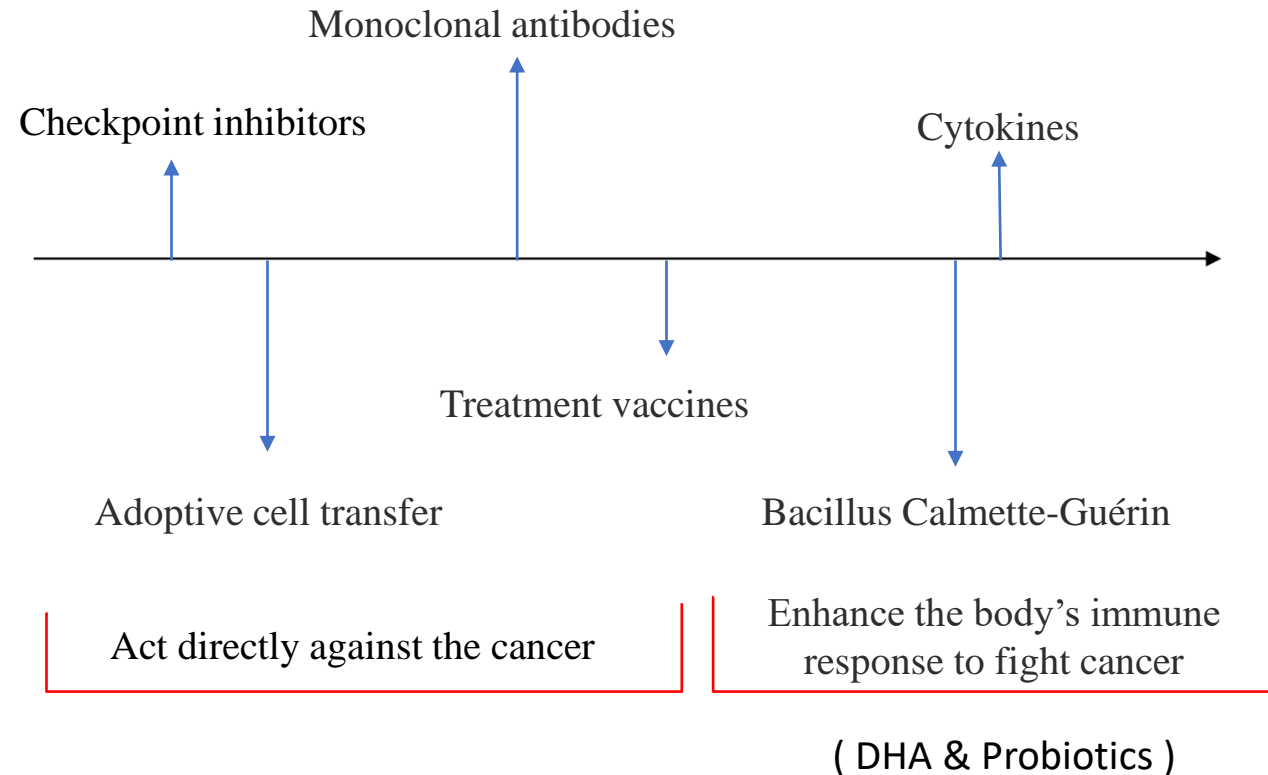 Monoclonal antibodies
Checkpoint inhibitors
Cytokines
Treatment vaccines
Adoptive cell transfer
Bacillus Calmette-Guérin
Act directly against the cancer
Enhance the body’s immune
response to fight cancer
( DHA & Probiotics )